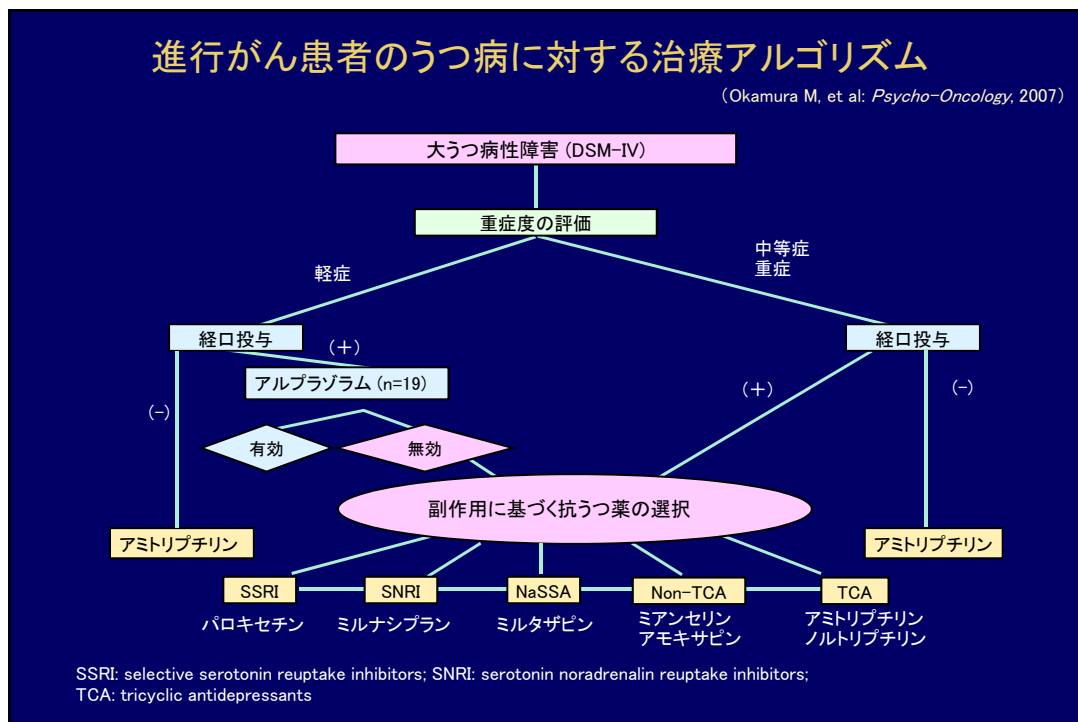 進行がん患者のうつ病に対する治療アルゴリズム
(Okamura M, et al: Psycho-Oncology, 2007)
大うつ病性障害 (DSM-IV)
重症度の評価
軽症
中等症
重症
経口投与
経口投与
(+)
アルプラゾラム (n=19)
(-)
(+)
(-)
有効
無効
副作用に基づく抗うつ薬の選択
アミトリプチリン
アミトリプチリン
SSRI
SNRI
NaSSA
Non-TCA
TCA
パロキセチン
ミルナシプラン
ミルタザピン
ミアンセリン
アモキサピン
アミトリプチリン
ノルトリプチリン
SSRI: selective serotonin reuptake inhibitors; SNRI: serotonin noradrenalin reuptake inhibitors;
TCA: tricyclic antidepressants